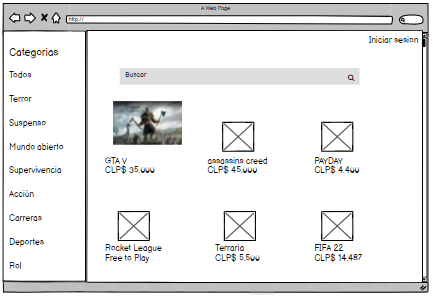 A Web Page
http://
Iniciar sesion
Categorias
Todos
Terror
Suspenso
Mundo abierto
Supervivencia
Acción
Carreras
Deportes
Rol
Buscar
GTA V
CLP$ 35,000
assassins creed
CLP$ 45,000
PAYDAY
CLP$ 4.400
Rocket League
Free to Play
Terraria
CLP$ 5,500
FIFA 22
CLP$ 14.487